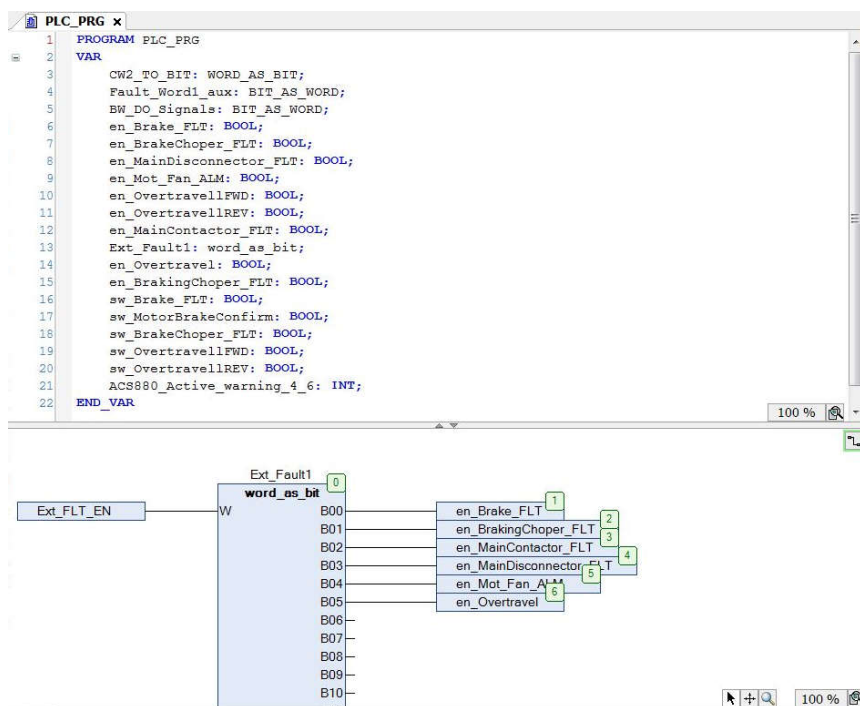 PLC_PRG
1 PROGRAM PLC_PRG
2 VAR
3 CW2_TO_BIT: WORD_AS_BIT;
4 Fault_Word1_aux: BIT_AS_WORD;
5 BW_DO_Signals: BIT_AS_WORD;
6 en_Brake_FLT: BOOL;
7 en_BrakeChoper_FLT: BOOL;
8 en_MainDisconnector_FLT: BOOL;
9 en_Mot_Fan_ALM: BOOL;
10 en_OvertravellFWD: BOOL;
11 en_OvertravellREV: BOOL;
12 en_MainContactor_FLT: BOOL;
13 Ext_Fault1: word_as_bit;
14 en_Overtravel: BOOL;
15 en_BrakingChoper_FLT: BOOL;
16 sw_Brake_FLT: BOOL;
17 sw_MotorBrakeConfirm: BOOL;
18 sw_BrakeChoper_FLT: BOOL;
19 sw_OvertravellFWD: BOOL;
20 sw_OvertravellREV: BOOL;
21 ACS880_Active_warning_4_6: INT;
22 END_VAR
100 %
Ext_Fault1 0
word_as_bit
Ext_FLT_EN W B00 en_Brake_FLT 1
B01 en_BrakingChoper_FLT 2
B02 en_MainContactor_FLT 3
B03 en_MainDisconnector_FLT 4
B04 en_Mot_Fan_ALM 5
B05 en_Overtravel 6
B06
B07
B08
B09
B10
100 %